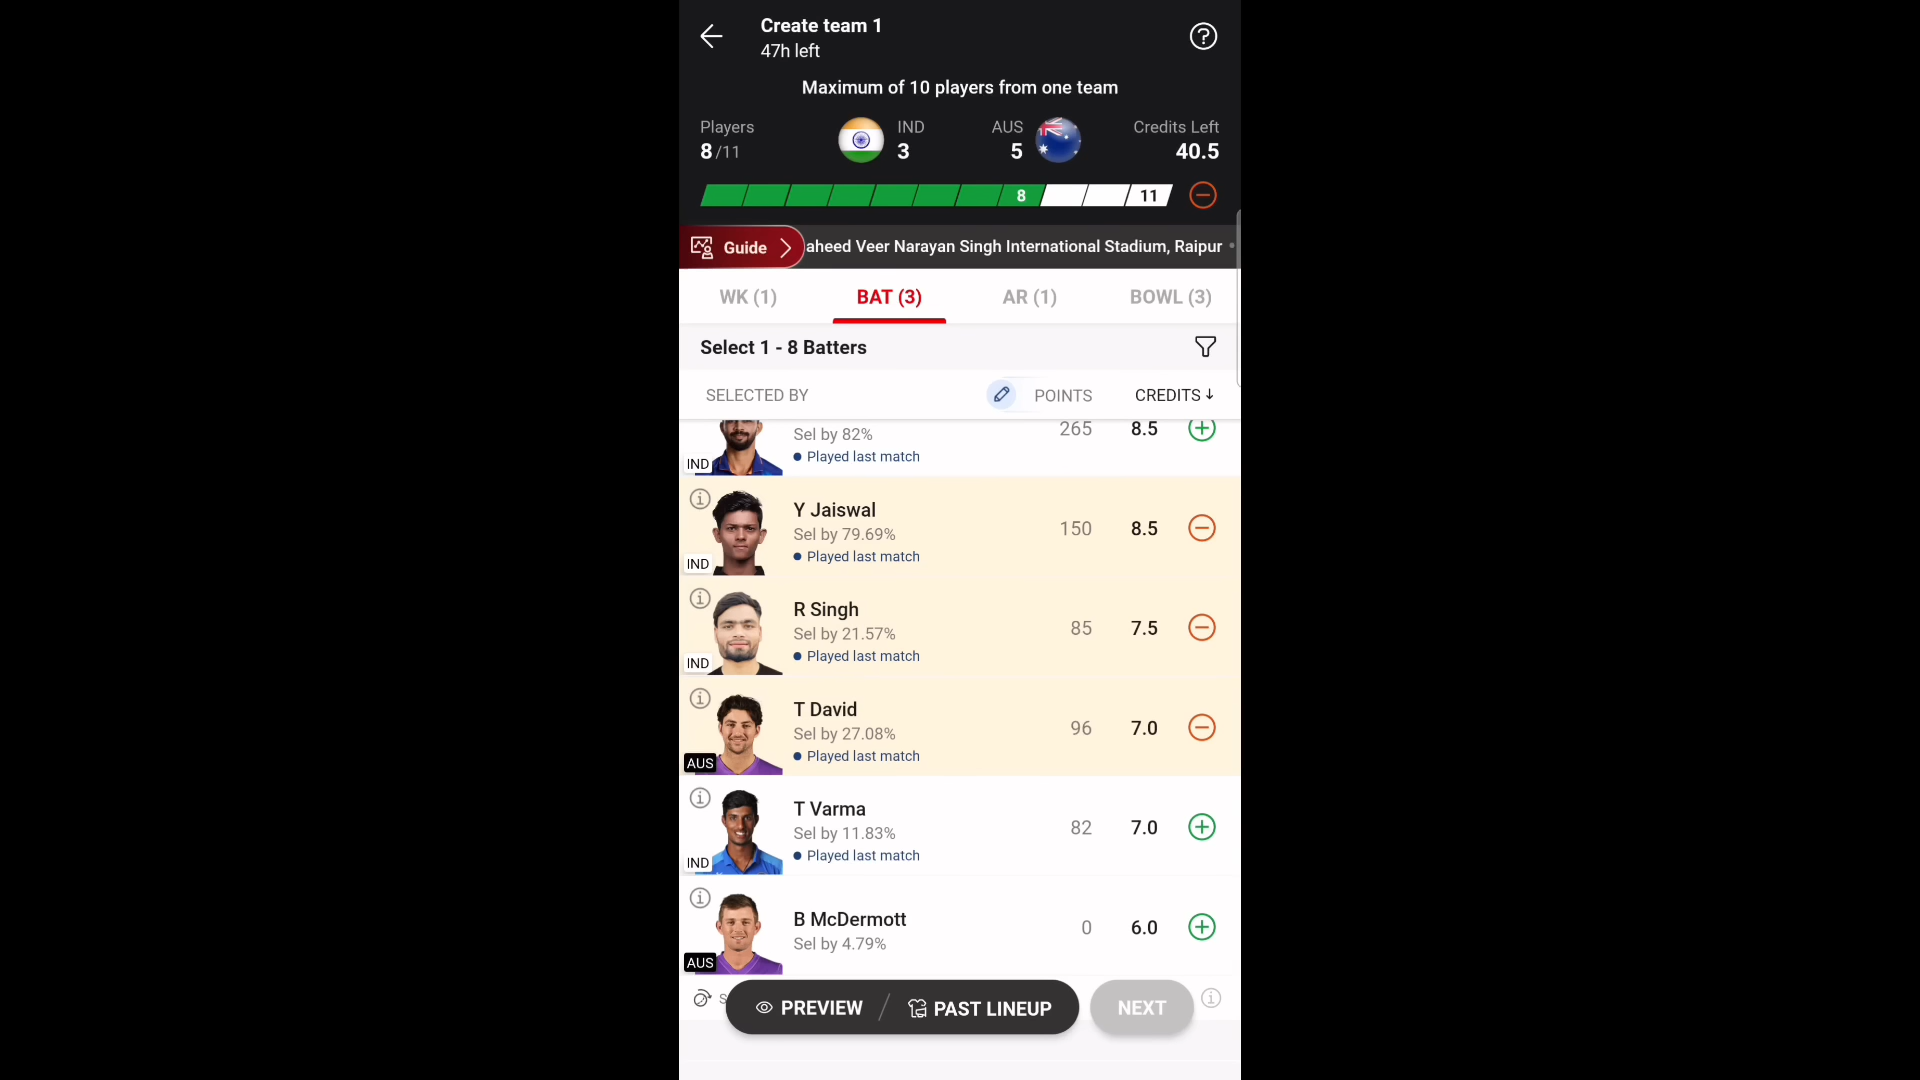 Create team 1
47h left
Maximum of 10 players from one team
Players
8/11
IND
3
AUS
5
Credits Left
40.5
8
11
Guide
aheed Veer Narayan Singh International Stadium, Raipur
WK (1)
BAT (3)
AR (1)
BOWL (3)
Select 1 - 8 Batters
SELECTED BY
POINTS
CREDITS↓
Sel by 82%
265
8.5
Played last match
IND
Y Jaiswal
Sel by 79.69%
150
8.5
Played last match
IND
R Singh
Sel by 21.57%
85
7.5
Played last match
IND
T David
Sel by 27.08%
96
7.0
Played last match
AUS
T Varma
Sel by 11.83%
82
7.0
Played last match
IND
B McDermott
Sel by 4.79%
0
6.0
AUS
PREVIEW
PAST LINEUP
NEXT